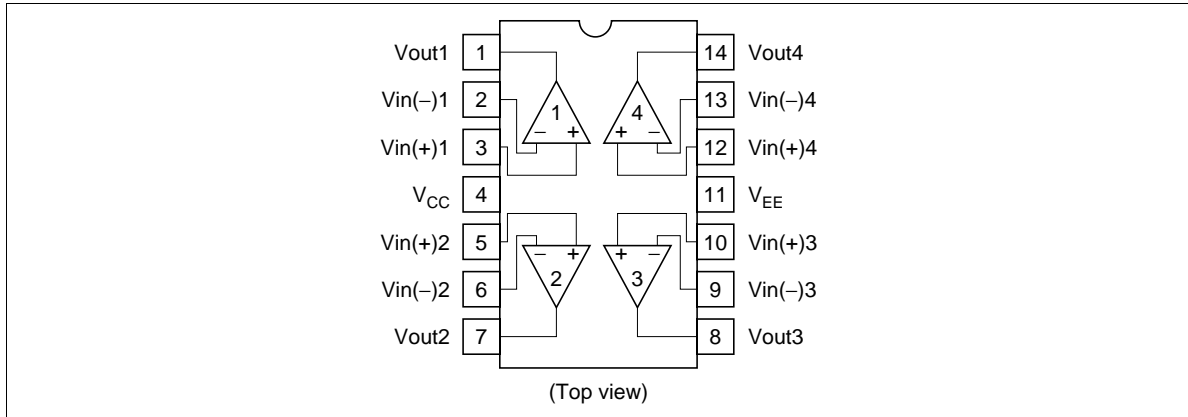 Vout1 1 14 Vout4
Vin(−)1 2 13 Vin(−)4
1 4
− + + −
Vin(+)1 3 12 Vin(+)4
VCC 4 11 VEE
Vin(+)2 5 10 Vin(+)3
− + + −
2 3
Vin(−)2 6 9 Vin(−)3
Vout2 7 8 Vout3
(Top view)